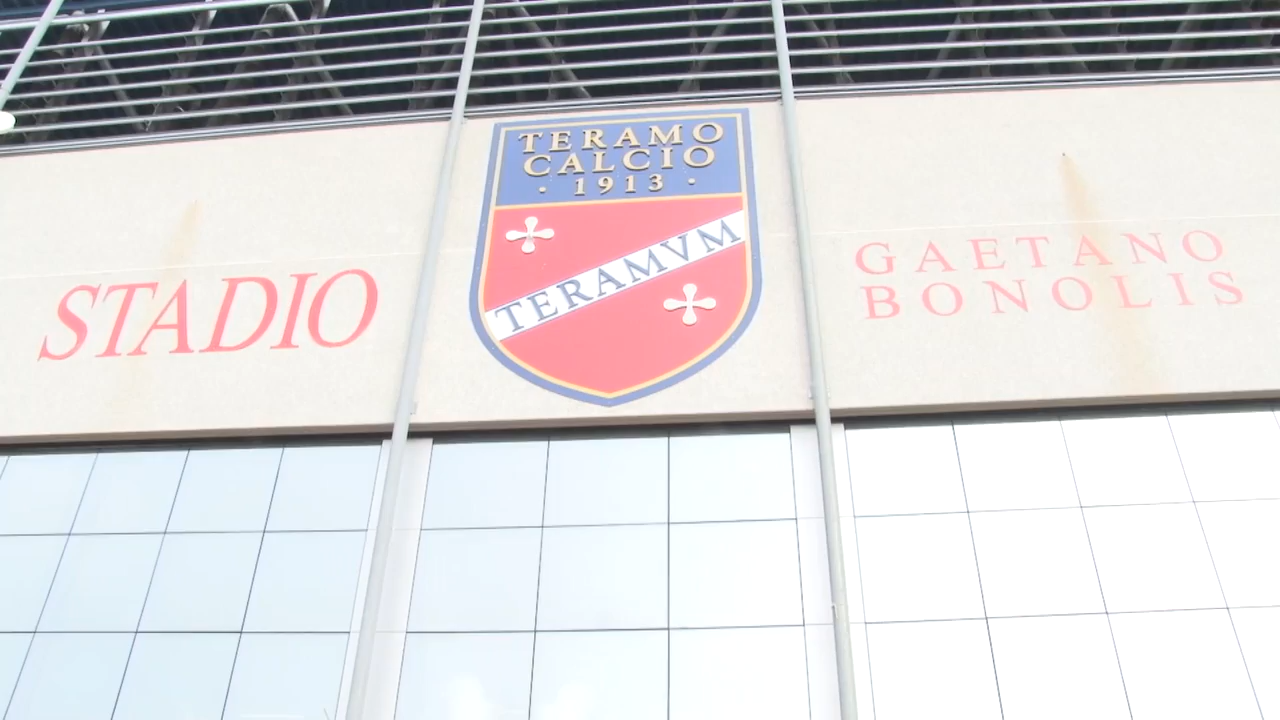 STADIO
TERAMO
CALCIO
· 1913 ·
TERAMVM
GAETANO
BONOLIS